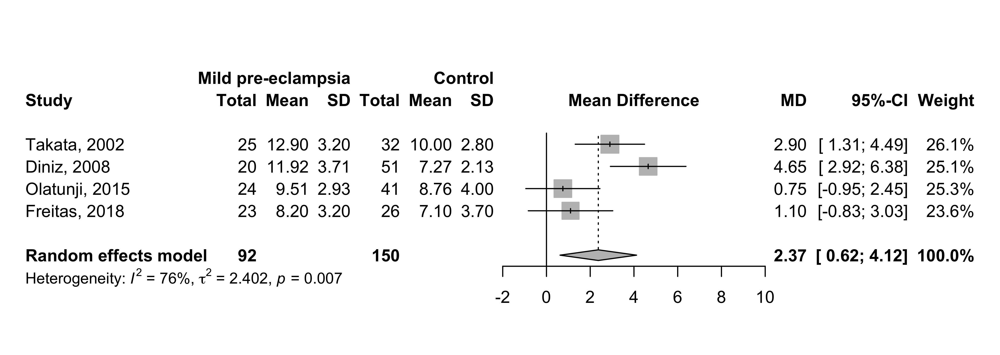 Mild pre-eclampsia Control
Study Total Mean SD Total Mean SD Mean Difference MD 95%-CI Weight
Takata, 2002 25 12.90 3.20 32 10.00 2.80 2.90 [ 1.31; 4.49] 26.1%
Diniz, 2008 20 11.92 3.71 51 7.27 2.13 4.65 [ 2.92; 6.38] 25.1%
Olatunji, 2015 24 9.51 2.93 41 8.76 4.00 0.75 [-0.95; 2.45] 25.3%
Freitas, 2018 23 8.20 3.20 26 7.10 3.70 1.10 [-0.83; 3.03] 23.6%
Random effects model 92 150 2.37 [ 0.62; 4.12] 100.0%
Heterogeneity: I² = 76%, τ² = 2.402, p = 0.007
-2 0 2 4 6 8 10